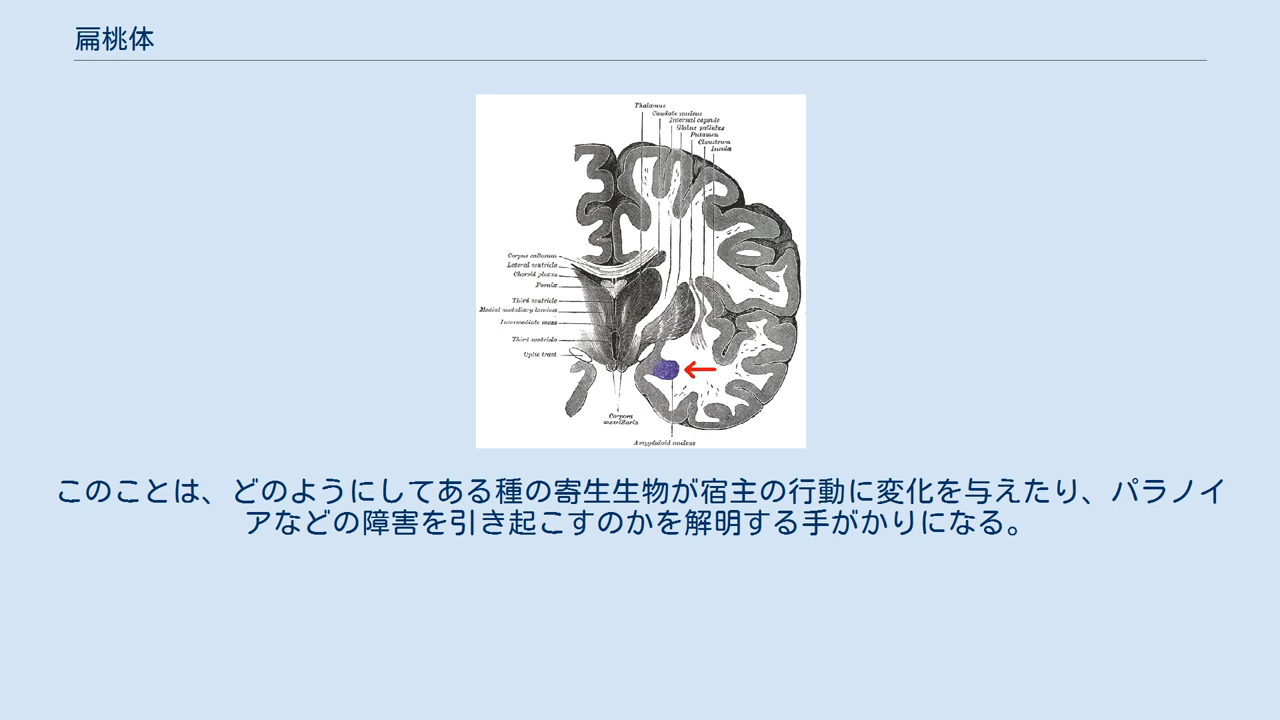 扁桃体
Thalamus
Caudate nucleus
Internal capsule
Globus pallidus
Putamen
Claustrum
Insula
Corpus callosum
Lateral ventricle
Choroid plexus
Fornix
Third ventricle
Medial medullary lamina
Intermediate mass
Third ventricle
Optic tract
Corpora
mamillaria
Amygdaloid nucleus
このことは、どのようにしてある種の寄生生物が宿主の行動に変化を与えたり、パラノイ
アなどの障害を引き起こすのかを解明する手がかりになる。